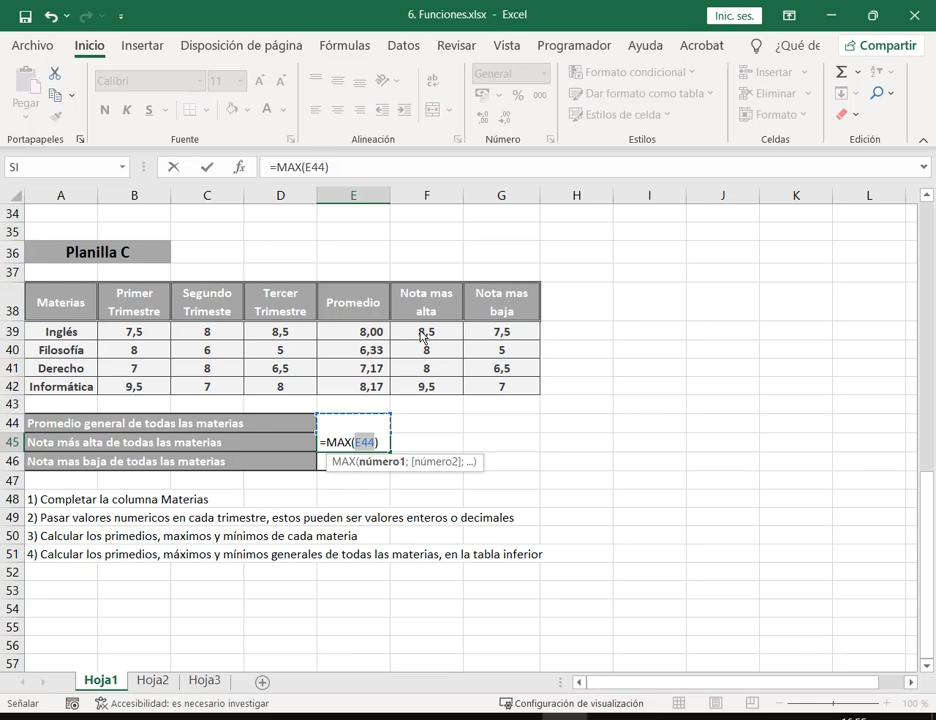 6. Funciones.xlsx - Excel
Inic. ses.
Archivo Inicio Insertar Disposición de página Fórmulas Datos Revisar Vista Programador Ayuda Acrobat ¿Qué de Compartir
Pegar
Calibri 11
N K S
ab
General
% 000
Formato condicional
Dar formato como tabla
Estilos de celda
Insertar
Eliminar
Formato
Portapapeles Fuente Alineación Número Estilos Celdas Edición
SI fx =MAX(E44)
A B C D E F G H I J K L
34
35
36 Planilla C
37
38 Materias Primer Trimestre Segundo Trimeste Tercer Trimestre Promedio Nota mas alta Nota mas baja
39 Inglés 7,5 8 8,5 8,00 8,5 7,5
40 Filosofía 8 6 5 6,33 8 5
41 Derecho 7 8 6,5 7,17 8 6,5
42 Informática 9,5 7 8 8,17 9,5 7
43
44 Promedio general de todas las materias
45 Nota más alta de todas las materias =MAX(E44)
46 Nota mas baja de todas las materias MAX(número1; [número2]; ...)
47
48 1) Completar la columna Materias
49 2) Pasar valores numericos en cada trimestre, estos pueden ser valores enteros o decimales
50 3) Calcular los primedios, maximos y mínimos de cada materia
51 4) Calcular los primedios, máximos y mínimos generales de todas las materias, en la tabla inferior
52
53
54
55
56
57
Hoja1 Hoja2 Hoja3
Señalar Accesibilidad: es necesario investigar Configuración de visualización 100 %